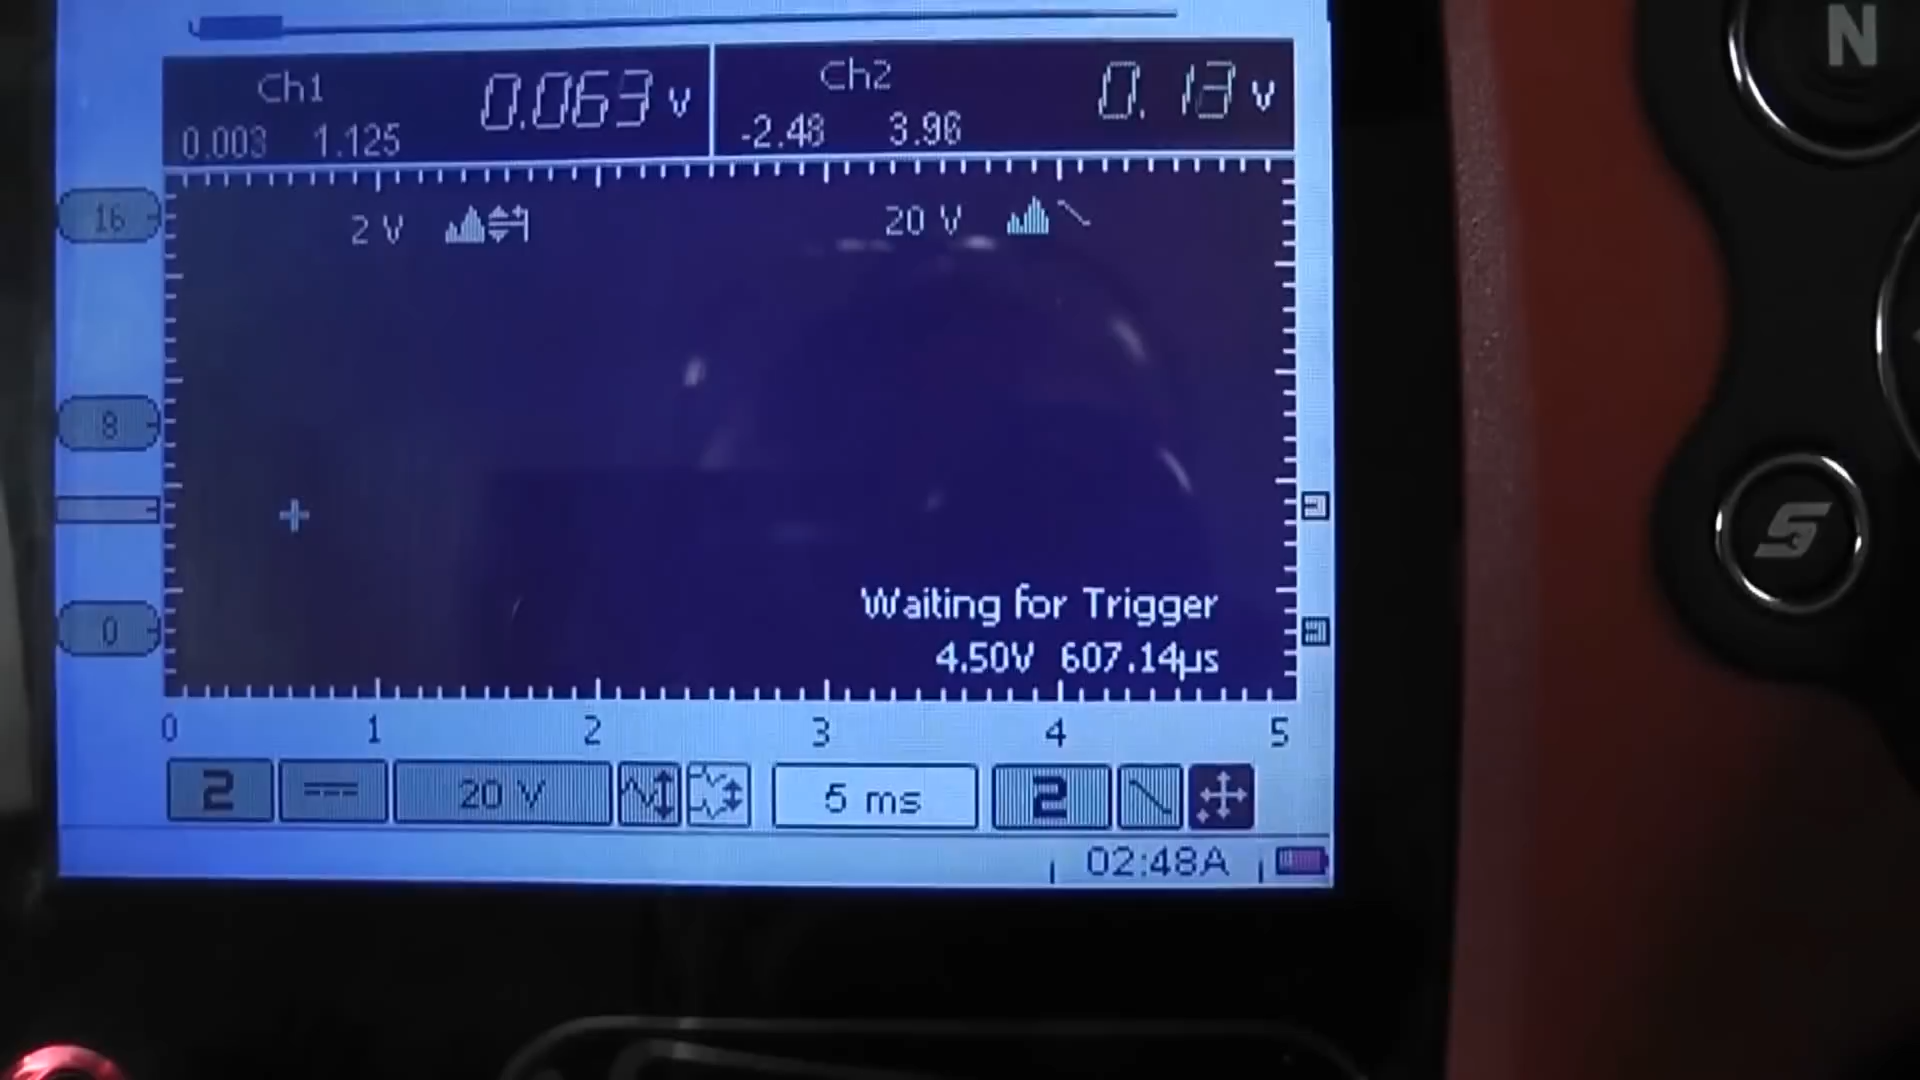 Ch1 0.063 V
0.003 1.125
Ch2 0.13 V
-2.48 3.96
2 V
20 V
16
8
0
Waiting for Trigger
4.50V 607.14µs
0 1 2 3 4 5
2 20 V 5 ms 2
02:48A
N
S